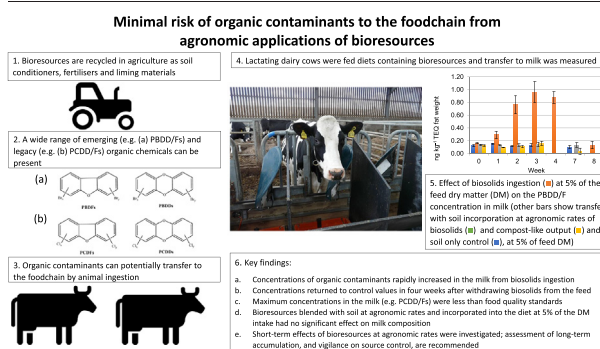 Minimal risk of organic contaminants to the foodchain from
agronomic applications of bioresources
1. Bioresources are recycled in agriculture as soil
conditioners, fertilisers and liming materials
2. A wide range of emerging (e.g. (a) PBDD/Fs) and
legacy (e.g. (b) PCDD/Fs) organic chemicals can be
present
(a)
PBDFs
PBDDs
(b)
PCDFs
PCDDs
3. Organic contaminants can potentially transfer to
the foodchain by animal ingestion
4. Lactating dairy cows were fed diets containing bioresources and transfer to milk was measured
ng kg⁻¹ TEQ fat weight
1.20
1.00
0.80
0.60
0.40
0.20
0.00
0 1 2 3 4 7 8
Week
5. Effect of biosolids ingestion (■) at 5% of the
feed dry matter (DM) on the PBDD/F
concentration in milk (other bars show transfe
with soil incorporation at agronomic rates of
biosolids (■) and compost-like output (■) and
soil only control (■), at 5% of feed DM)
6. Key findings:
a. Concentrations of organic contaminants rapidly increased in the milk from biosolids ingestion
b. Concentrations returned to control values in four weeks after withdrawing biosolids from the feed
c. Maximum concentrations in the milk (e.g. PCDD/Fs) were less than food quality standards
d. Bioresources blended with soil at agronomic rates and incorporated into the diet at 5% of the DM
intake had no significant effect on milk composition
e. Short-term effects of bioresources at agronomic rates were investigated; assessment of long-term
accumulation, and vigilance on source control, are recommended